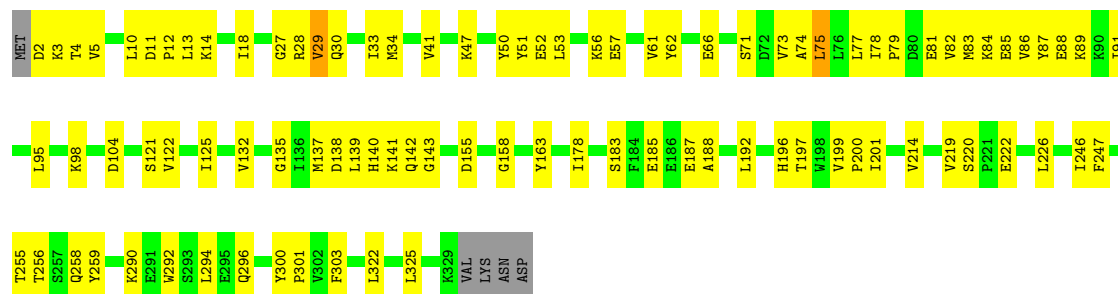 MET D2 K3 T4 V5 L10 D11 P12 L13 K14 I18 G27 R28 V29 Q30 I33 M34 V41 K47 Y50 Y51 E52 L53 K56 E57 V61 Y62 E66 S71 D72 V73 A74 L75 L76 L77 I78 P79 D80 E81 V82 M83 K84 E85 V86 Y87 E88 K89 K90 I91
L95 K98 D104 S121 V122 I125 V132 G135 I136 M137 D138 L139 H140 K141 Q142 G143 D155 G158 Y163 I178 S183 F184 E185 E186 E187 A188 L192 H196 T197 W198 V199 P200 I201 V214 V219 S220 P221 E222 L226 I246 F247
T255 T256 S257 Q258 Y259 K290 E291 W292 S293 L294 E295 Q296 Y300 P301 V302 F303 L322 L325 K329 VAL LYS ASN ASP